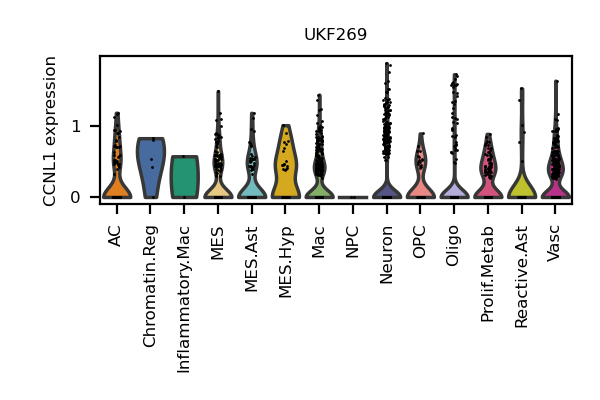 UKF269
CCNL1 expression
1
0
AC
Chromatin.Reg
Inflammatory.Mac
MES
MES.Ast
MES.Hyp
Mac
NPC
Neuron
OPC
Oligo
Prolif.Metab
Reactive.Ast
Vasc